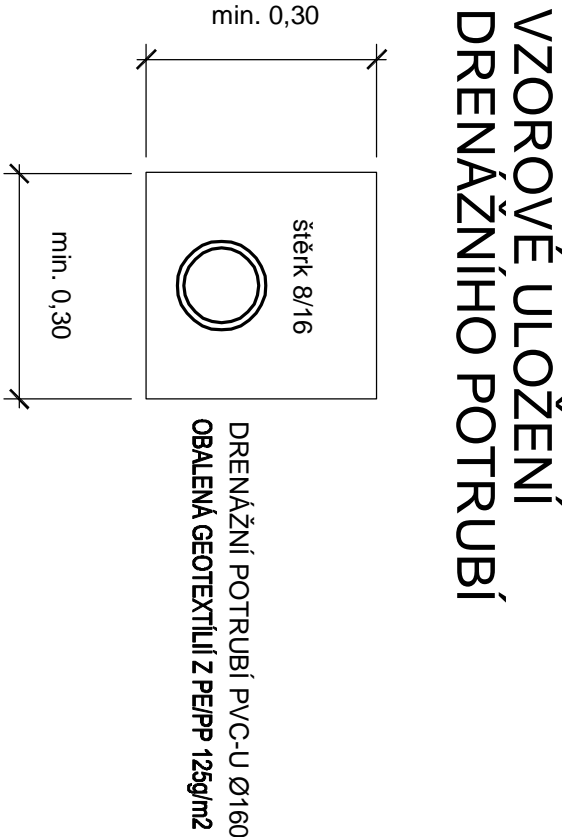 VZOROVÉ ULOŽENÍ
DRENÁŽNÍHO POTRUBÍ
min. 0,30
štěrk 8/16
min. 0,30
DRENÁŽNÍ POTRUBÍ PVC-U Ø160
OBALENÁ GEOTEXTÍLIÍ Z PE/PP 125g/m2